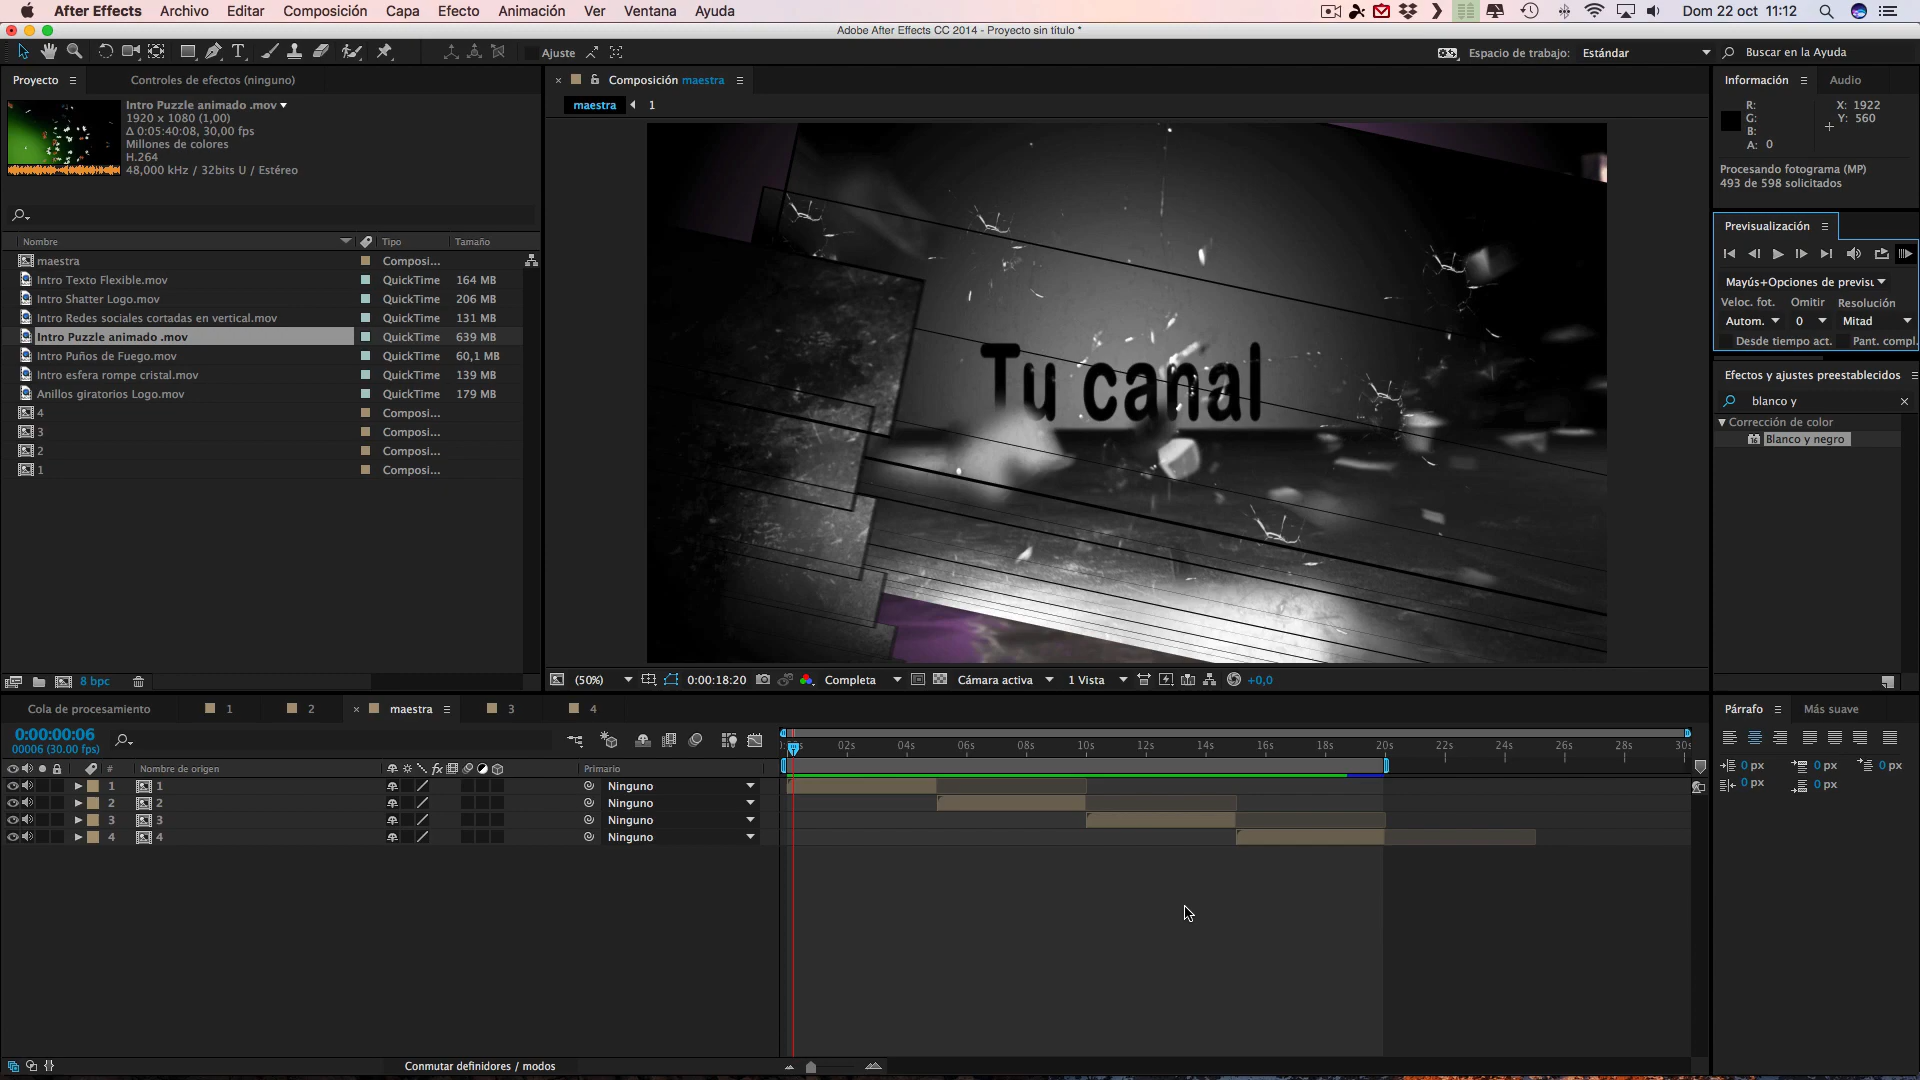 After Effects Archivo Editar Composición Capa Efecto Animación Ver Ventana Ayuda
Dom 22 oct 11:12
Adobe After Effects CC 2014 - Proyecto sin título *
Ajuste
Espacio de trabajo: Estándar
Buscar en la Ayuda
Proyecto
Controles de efectos (ninguno)
Intro Puzzle animado .mov
1920 x 1080 (1,00)
Δ 0:05:40:08, 30,00 fps
Millones de colores
H.264
48,000 kHz / 32bits U / Estéreo
Nombre Tipo Tamaño
maestra Composi...
Intro Texto Flexible.mov QuickTime 164 MB
Intro Shatter Logo.mov QuickTime 206 MB
Intro Redes sociales cortadas en vertical.mov QuickTime 131 MB
Intro Puzzle animado .mov QuickTime 639 MB
Intro Puños de Fuego.mov QuickTime 60,1 MB
Intro esfera rompe cristal.mov QuickTime 139 MB
Anillos giratorios Logo.mov QuickTime 179 MB
4 Composi...
3 Composi...
2 Composi...
1 Composi...
8 bpc
Composición maestra
maestra 1
Tu canal
(50%) 0:00:18:20 Completa Cámara activa 1 Vista +0,0
Información Audio
R: X: 1922
G: Y: 560
B:
A: 0
Procesando fotograma (MP)
493 de 598 solicitados
Previsualización
Mayús+Opciones de previsu
Veloc. fot. Omitir Resolución
Autom. 0 Mitad
Desde tiempo act. Pant. compl.
Efectos y ajustes preestablecidos
blanco y
Corrección de color
Blanco y negro
Cola de procesamiento 1 2 maestra 3 4
0:00:00:06
00006 (30.00 fps)
02s 04s 06s 08s 10s 12s 14s 16s 18s 20s 22s 24s 26s 28s 30s
# Nombre de origen fx Primario
1 1 Ninguno
2 2 Ninguno
3 3 Ninguno
4 4 Ninguno
Conmutar definidores / modos
Párrafo Más suave
0 px 0 px 0 px
0 px 0 px